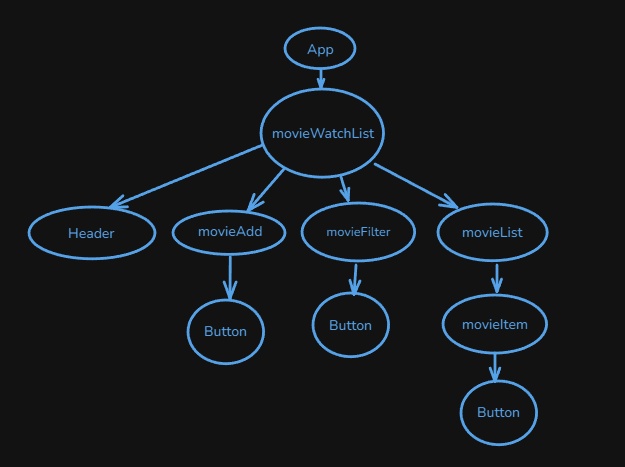 App
movieWatchList
Header
movieAdd
movieFilter
movieList
Button
Button
movieItem
Button